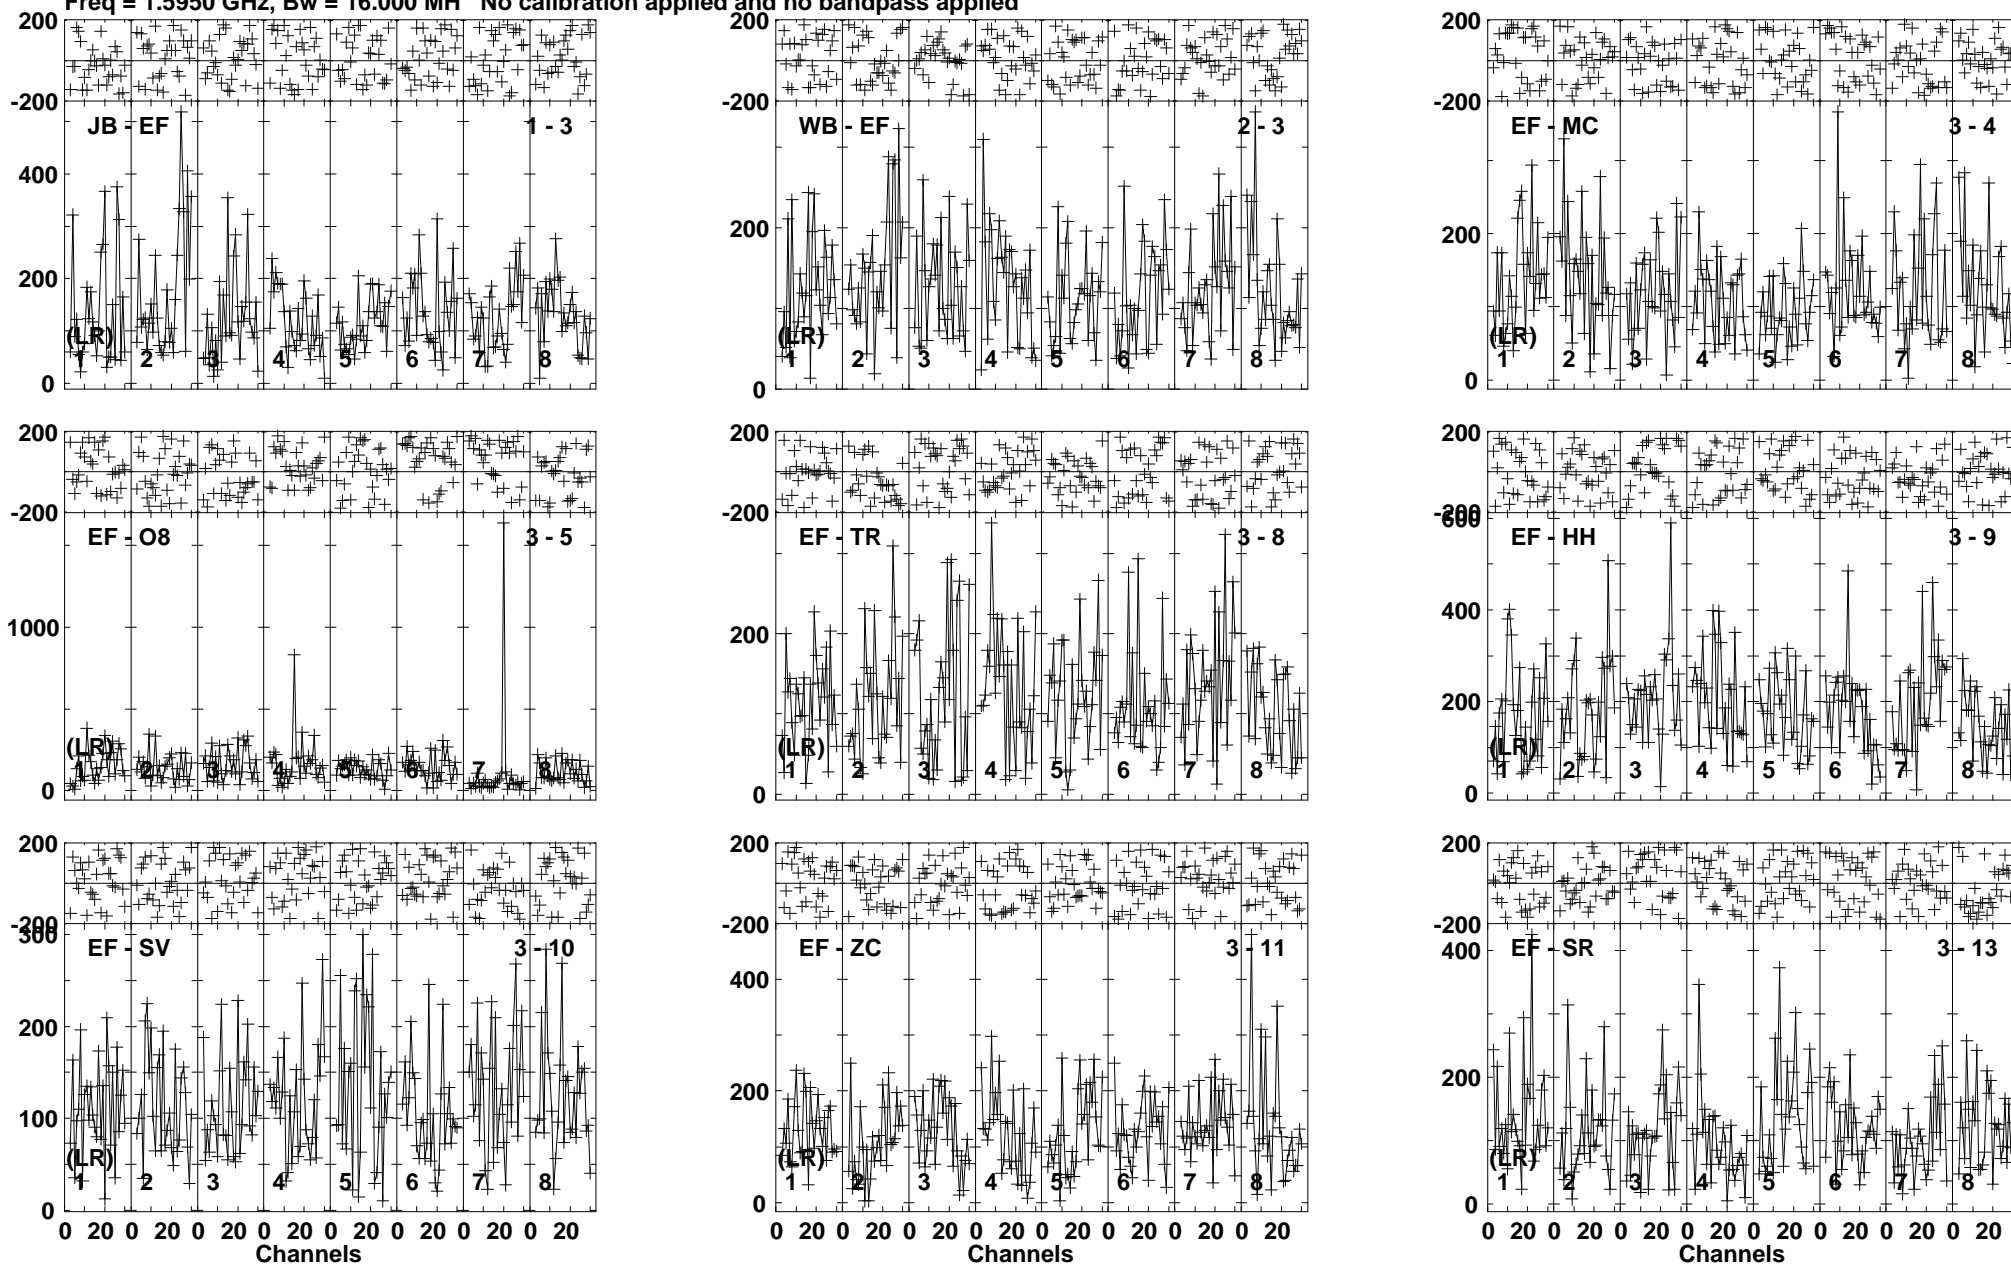 Freq = 1.5950 GHz, Bw = 16.000 MH No calibration applied and no bandpass applied
200 200 200
-200 -200 -200
JB - EF 1 - 3 WB - EF 2 - 3 EF - MC 3 - 4
400
200 200 200
(LR) (LR) (LR)
1 2 3 4 5 6 7 8 1 2 3 4 5 6 7 8 1 2 3 4 5 6 7 8
0 0 0
200 200 200
-200 -200 -200
600
EF - O8 3 - 5 EF - TR 3 - 8 EF - HH 3 - 9
1000 200 400
200
(LR) (LR) (LR)
1 2 3 4 5 6 7 8 1 2 3 4 5 6 7 8 1 2 3 4 5 6 7 8
0 0 0
200 200 200
-200 -200 -200
300
EF - SV 3 - 10 EF - ZC 3 - 11 EF - SR 3 - 13
400 400
200 200 200
100
(LR) (LR) (LR)
1 2 3 4 5 6 7 8 1 2 3 4 5 6 7 8 1 2 3 4 5 6 7 8
0 0 0
0 20 0 20 0 20 0 20 0 20 0 20 0 20 0 20 0 20 0 20 0 20 0 20 0 20 0 20 0 20 0 20 0 20 0 20 0 20 0 20 0 20 0 20 0 20 0 20
Channels Channels Channels